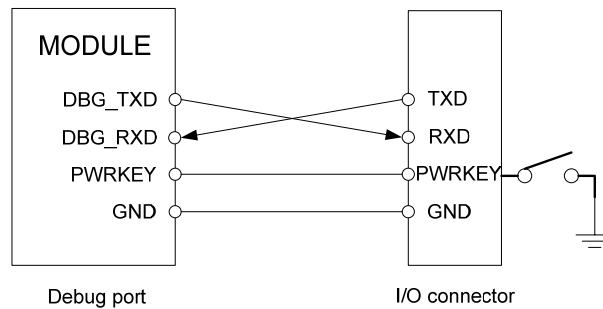 MODULE
DBG_TXD
DBG_RXD
PWRKEY
GND
TXD
RXD
PWRKEY
GND
Debug port
I/O connector